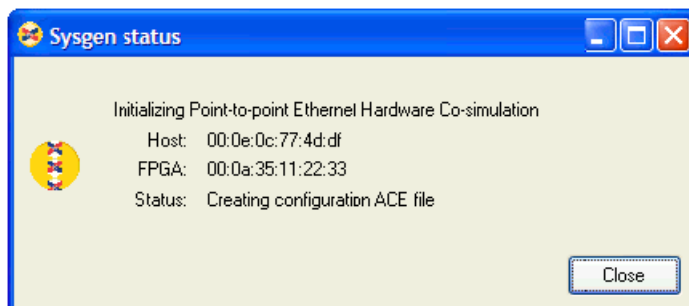 Sysgen status
Initializing Point-to-point Ethernet Hardware Co-simulation
Host: 00:0e:0c:77:4d:df
FPGA: 00:0a:35:11:22:33
Status: Creating configuration ACE file
Close